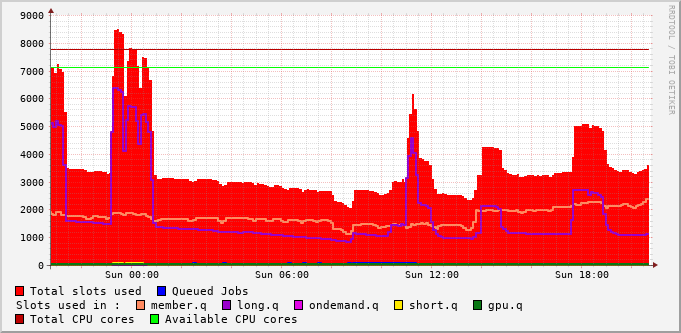 9000
8000
7000
6000
5000
4000
3000
2000
1000
0
Sun 00:00 Sun 06:00 Sun 12:00 Sun 18:00
RRDTOOL / TOBI OETIKER
Total slots used Queued Jobs
Slots used in : member.q long.q ondemand.q short.q gpu.q
Total CPU cores Available CPU cores